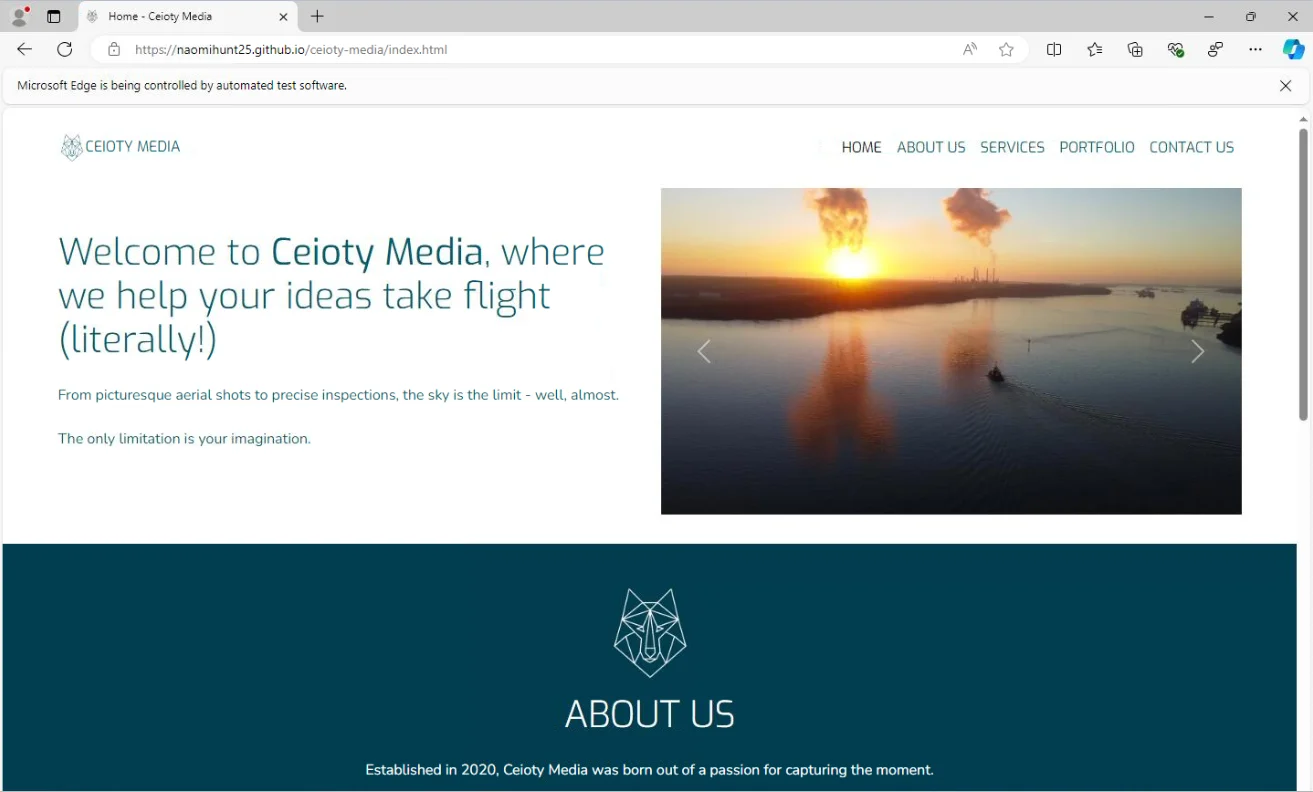 Home - Ceioty Media
https://naomihunt25.github.io/ceioty-media/index.html
Microsoft Edge is being controlled by automated test software.
CEIOTY MEDIA
HOME ABOUT US SERVICES PORTFOLIO CONTACT US
Welcome to Ceioty Media, where
we help your ideas take flight
(literally!)
From picturesque aerial shots to precise inspections, the sky is the limit - well, almost.
The only limitation is your imagination.
ABOUT US
Established in 2020, Ceioty Media was born out of a passion for capturing the moment.